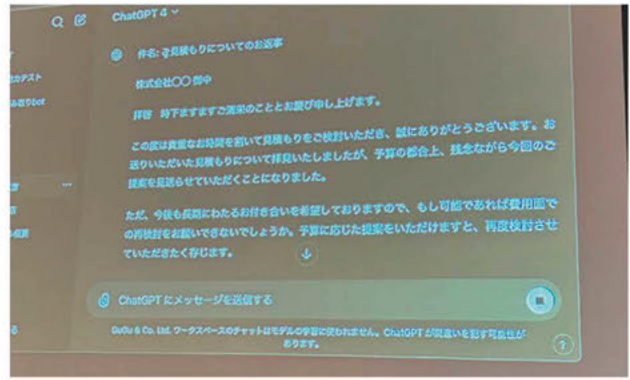 ChatGPT 4
件名: お見積もりについてのお返事
カテスト
み取りbot
株式会社〇〇 御中
拝啓 時下ますますご清栄のこととお慶び申し上げます。
この度は貴重なお時間を割いて見積もりをご検討いただき、誠にありがとうございます。お
送りいただいた見積もりについて拝見いたしましたが、予算の都合上、残念ながら今回のご
提案を見送らせていただくことになりました。
ただ、今後も長期にわたるお付き合いを希望しておりますので、もし可能であれば費用面で
の再検討をお願いできないでしょうか。予算に応じた提案をいただけますと、再度検討させ
ていただきたく存じます。
ChatGPT にメッセージを送信する
GuGu & Co. Ltd. ワークスペースのチャットはモデルの学習に使われません。ChatGPT が間違いを犯す可能性が
あります。
?